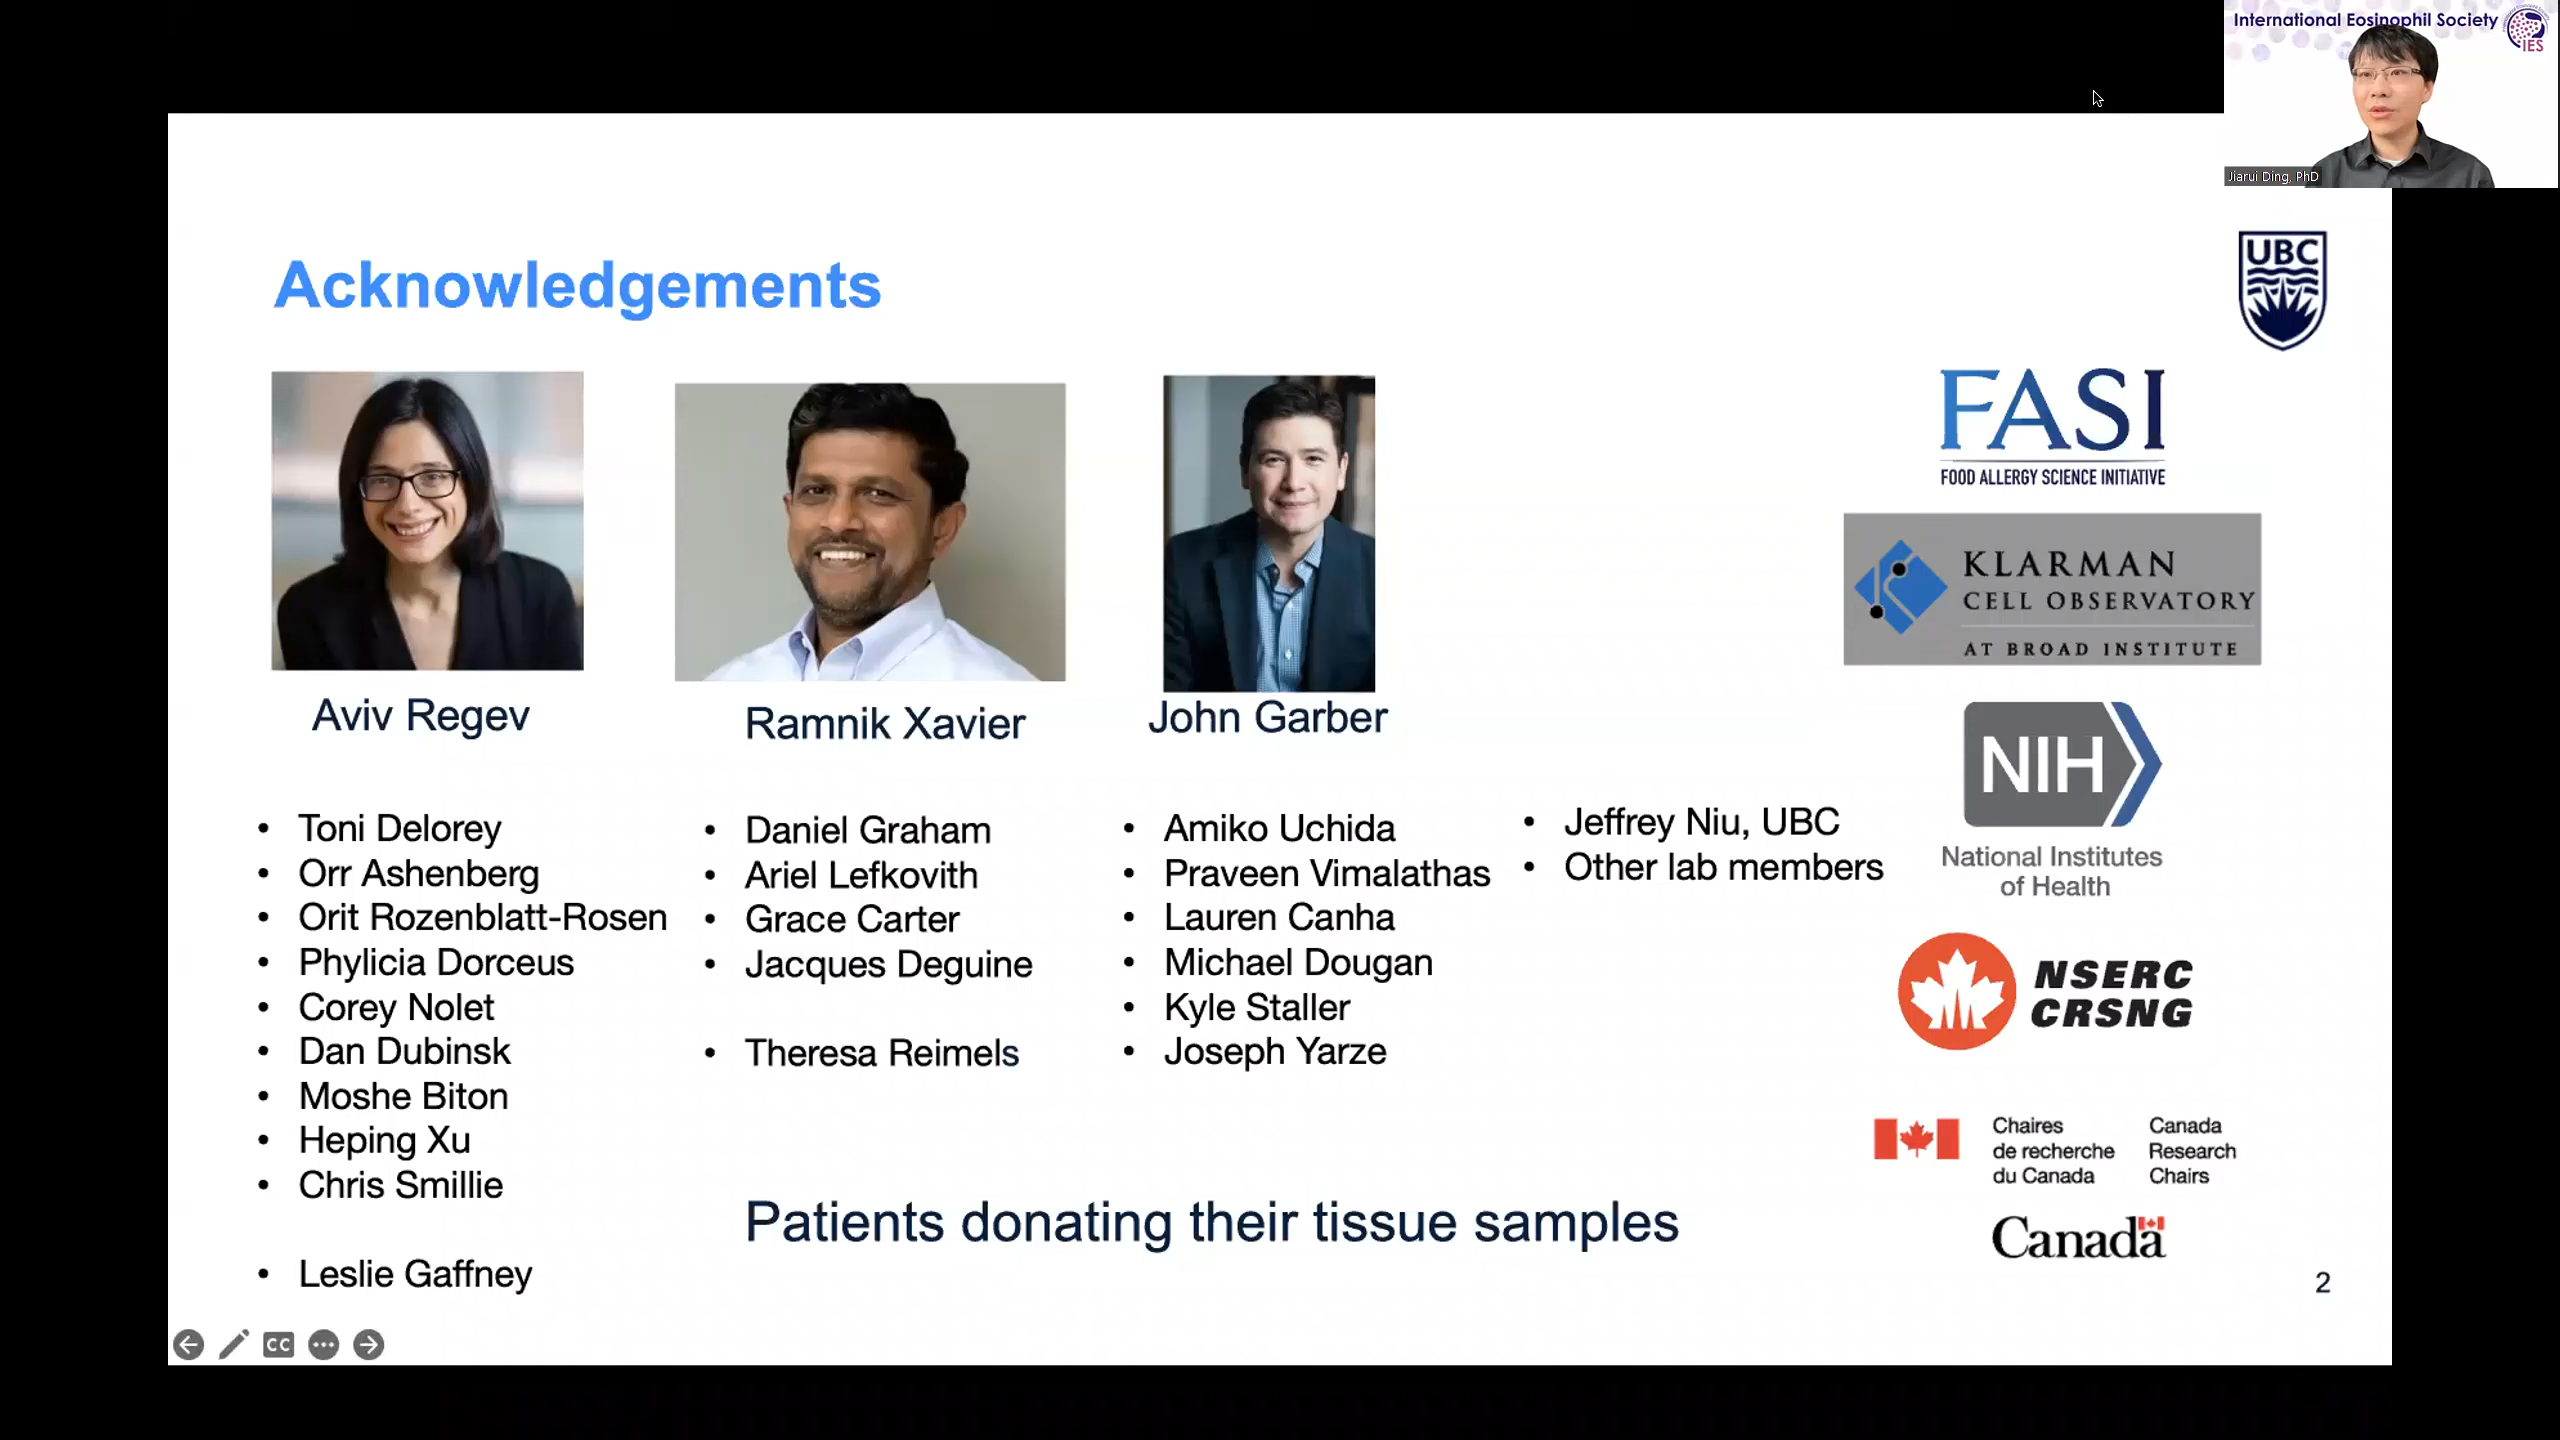 International Eosinophil Society
IES
Jiarui Ding, PhD
UBC
Acknowledgements
FASI
FOOD ALLERGY SCIENCE INITIATIVE
KLARMAN
CELL OBSERVATORY
AT BROAD INSTITUTE
Aviv Regev
Ramnik Xavier
John Garber
NIH
National Institutes
of Health
• Toni Delorey
• Orr Ashenberg
• Orit Rozenblatt-Rosen
• Phylicia Dorceus
• Corey Nolet
• Dan Dubinsk
• Moshe Biton
• Heping Xu
• Chris Smillie
• Leslie Gaffney
• Daniel Graham
• Ariel Lefkovith
• Grace Carter
• Jacques Deguine
• Theresa Reimels
• Amiko Uchida
• Praveen Vimalathas
• Lauren Canha
• Michael Dougan
• Kyle Staller
• Joseph Yarze
• Jeffrey Niu, UBC
• Other lab members
NSERC
CRSNG
Chaires
de recherche
du Canada
Canada
Research
Chairs
Canada
Patients donating their tissue samples
2
CC